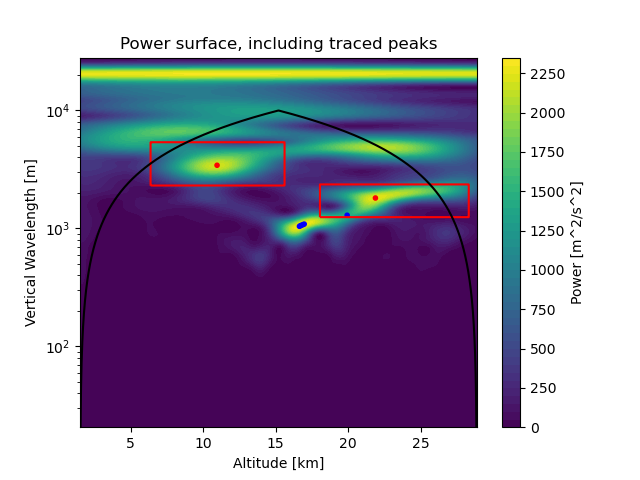 Power surface, including traced peaks
Vertical Wavelength [m]
10^4
10^3
10^2
5 10 15 20 25
Altitude [km]
2250
2000
1750
1500
1250
1000
750
500
250
0
Power [m^2/s^2]